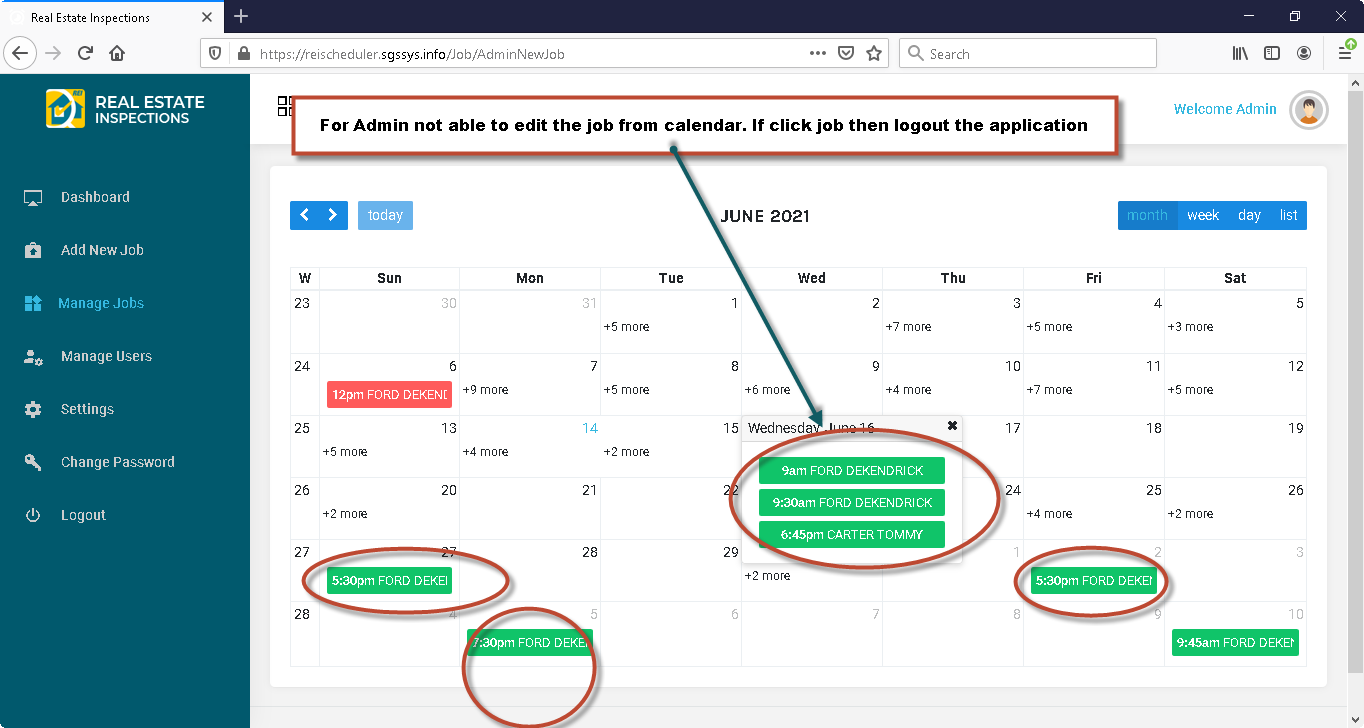 Real Estate Inspections
https://reischeduler.sgssys.info/Job/AdminNewJob
Search
REI
REAL ESTATE
INSPECTIONS
For Admin not able to edit the job from calendar. If click job then logout the application
Welcome Admin
Dashboard
Add New Job
Manage Jobs
Manage Users
Settings
Change Password
Logout
today
JUNE 2021
month week day list
W Sun Mon Tue Wed Thu Fri Sat
23 30 31 1 2 3 4 5
+5 more +7 more +5 more +3 more
24 6 7 8 9 10 11 12
12pm FORD DEKEND +9 more +5 more +6 more +4 more +7 more +5 more
25 13 14 15 Wednesday, June 16 17 18 19
+5 more +4 more +2 more
9am FORD DEKENDRICK
26 20 21 22 24 25 26
9:30am FORD DEKENDRICK
+2 more +4 more +2 more
6:45pm CARTER TOMMY
27 27 28 29 1 2 3
5:30pm FORD DEKEI +2 more 5:30pm FORD DEKEN
28 4 5 6 7 8 9 10
7:30pm FORD DEKE 9:45am FORD DEKEN